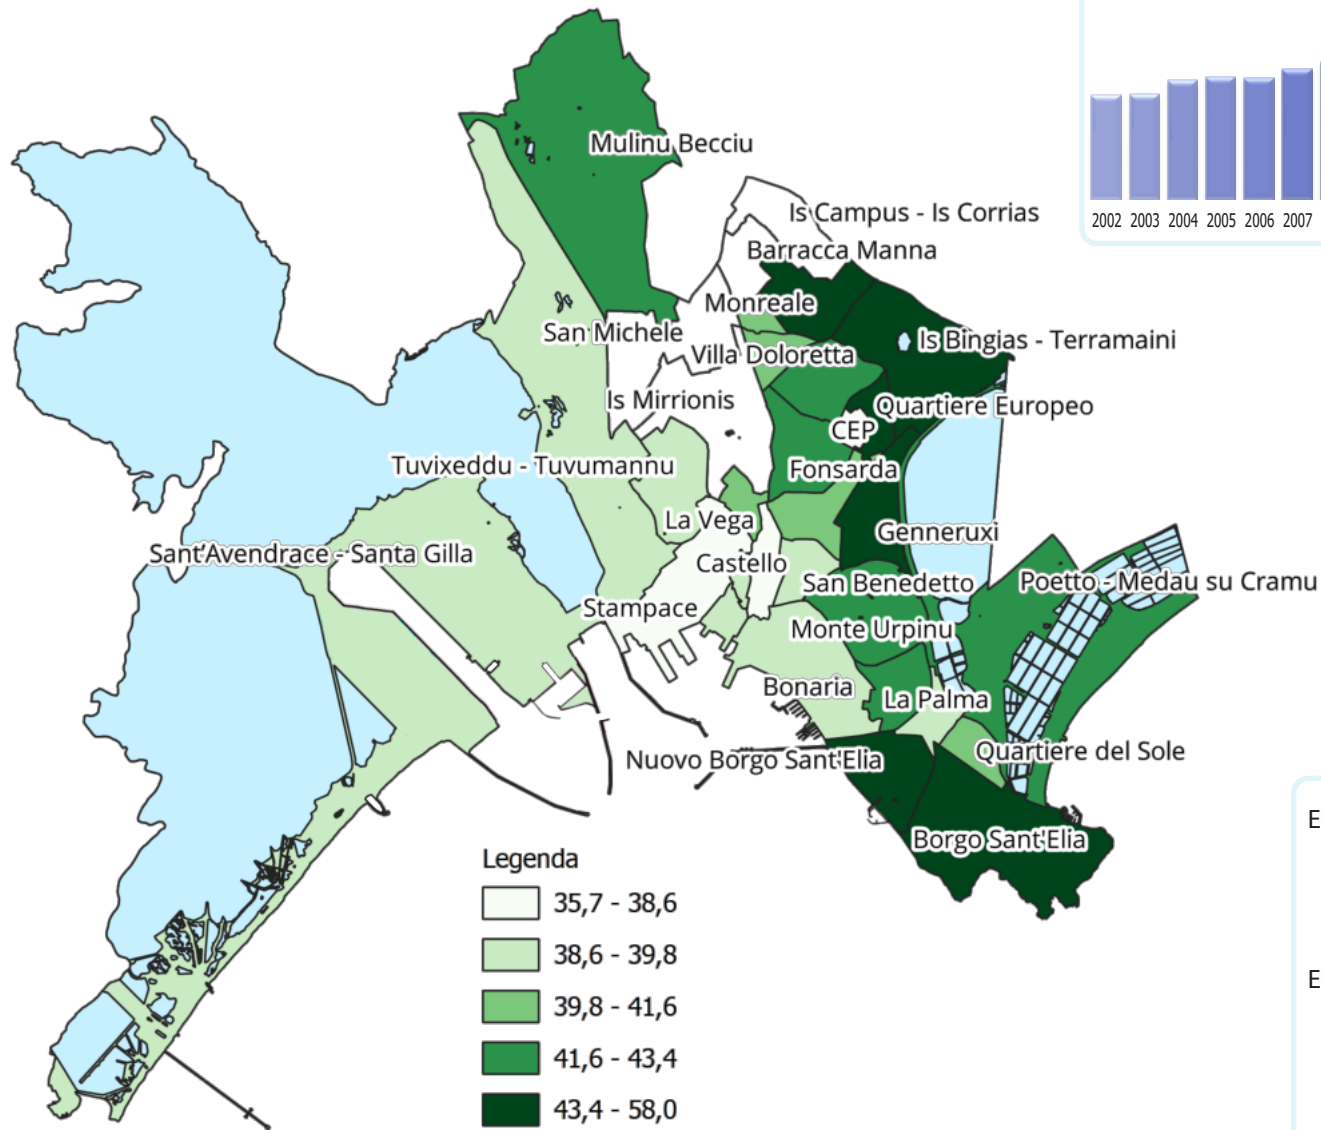 Mulinu Becciu
Is Campus - Is Corrias
2002 2003 2004 2005 2006 2007
Barracca Manna
Monreale
San Michele
Is Bingias - Terramaini
Villa Doloretta
Is Mirrionis
Quartiere Europeo
CEP
Tuvixeddu - Tuvumannu
Fonsarda
La Vega
Genneruxi
Sant'Avendrace - Santa Gilla
Castello
San Benedetto
Poetto - Medau su Cramu
Stampace
Monte Urpinu
Bonaria
La Palma
Nuovo Borgo Sant'Elia
Quartiere del Sole
Borgo Sant'Elia
Legenda
35,7 - 38,6
38,6 - 39,8
39,8 - 41,6
41,6 - 43,4
43,4 - 58,0